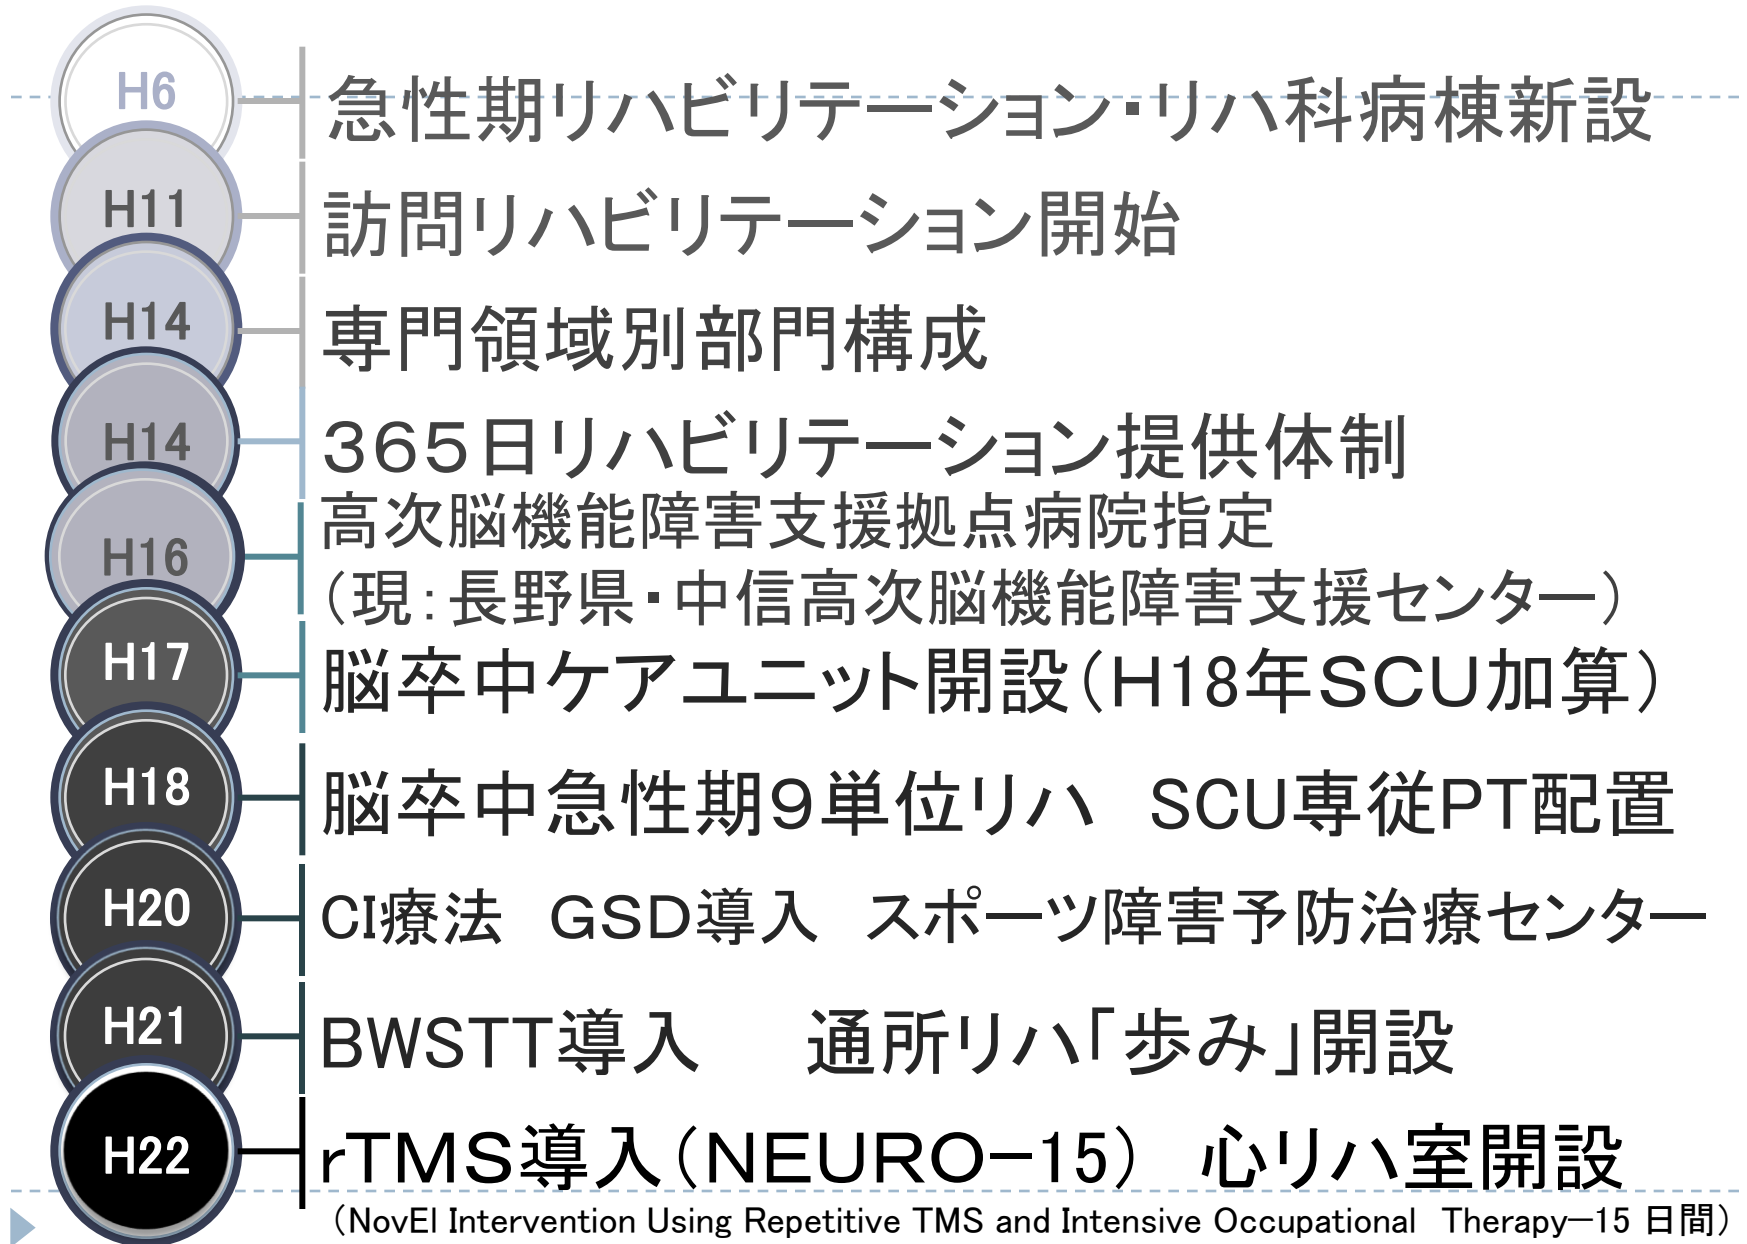 H6
急性期リハビリテーション・リハ科病棟新設
H11
訪問リハビリテーション開始
H14
専門領域別部門構成
H14
３６５日リハビリテーション提供体制
H16
高次脳機能障害支援拠点病院指定
（現：長野県・中信高次脳機能障害支援センター）
H17
脳卒中ケアユニット開設（H18年ＳＣＵ加算）
H18
脳卒中急性期９単位リハ　SCU専従PT配置
H20
CI療法　ＧＳＤ導入　スポーツ障害予防治療センター
H21
BWSTT導入　通所リハ「歩み」開設
H22
rＴＭＳ導入（ＮＥＵＲＯ－15）　心リハ室開設
（NovEl Intervention Using Repetitive TMS and Intensive Occupational　Therapy－15 日間）